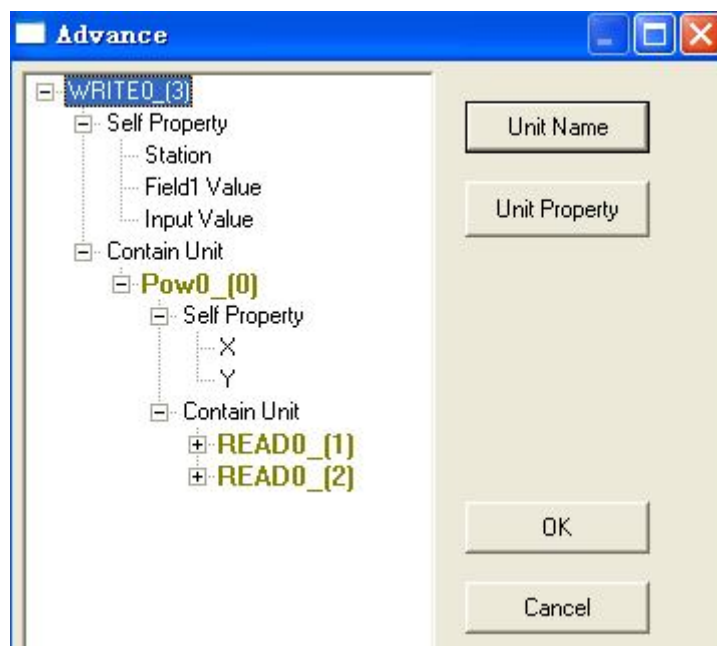 Advance
WRITE0_(3)
Self Property
Station
Field1 Value
Input Value
Contain Unit
Pow0_(0)
Self Property
X
Y
Contain Unit
READ0_(1)
READ0_(2)
Unit Name
Unit Property
OK
Cancel